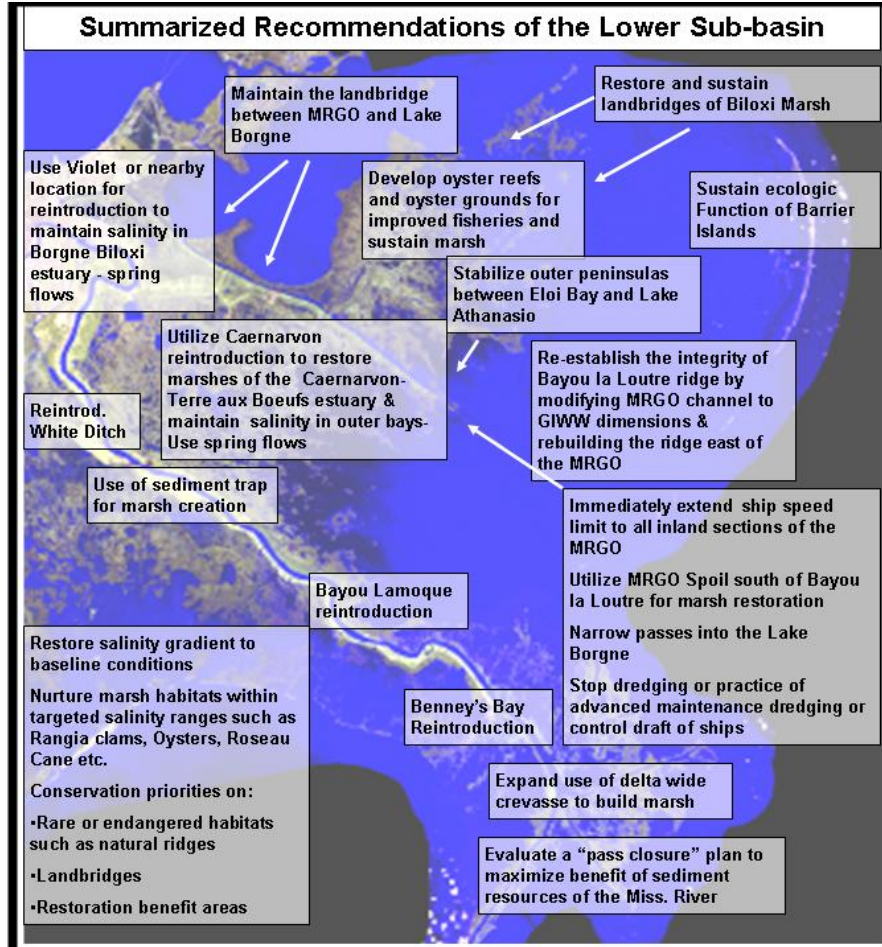 Summarized Recommendations of the Lower Sub-basin
Maintain the landbridge
between MRGO and Lake
Borgne
Restore and sustain
landbridges of Biloxi Marsh
Use Violet or nearby
location for
reintroduction to
maintain salinity in
Borgne Biloxi
estuary - spring
flows
Develop oyster reefs
and oyster grounds for
improved fisheries and
sustain marsh
Sustain ecologic
Function of Barrier
Islands
Stabilize outer peninsulas
between Eloi Bay and Lake
Athanasio
Utilize Caernarvon
reintroduction to restore
marshes of the Caernarvon-
Terre aux Boeufs estuary &
maintain salinity in outer bays-
Use spring flows
Re-establish the integrity of
Bayou la Loutre ridge by
modifying MRGO channel to
GIWW dimensions &
rebuilding the ridge east of
the MRGO
Reintrod.
White Ditch
Use of sediment trap
for marsh creation
Immediately extend ship speed
limit to all inland sections of the
MRGO
Utilize MRGO Spoil south of Bayou
la Loutre for marsh restoration
Narrow passes into the Lake
Borgne
Stop dredging or practice of
advanced maintenance dredging or
control draft of ships
Bayou Lamoque
reintroduction
Restore salinity gradient to
baseline conditions
Nurture marsh habitats within
targeted salinity ranges such as
Rangia clams, Oysters, Roseau
Cane etc.
Conservation priorities on:
•Rare or endangered habitats
such as natural ridges
•Landbridges
•Restoration benefit areas
Benney's Bay
Reintroduction
Expand use of delta wide
crevasse to build marsh
Evaluate a “pass closure” plan to
maximize benefit of sediment
resources of the Miss. River